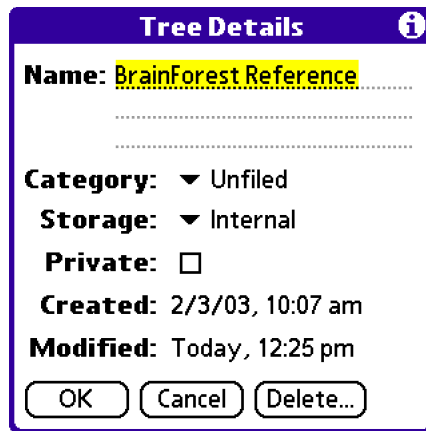 Tree Details
Name: BrainForest Reference
Category: Unfiled
Storage: Internal
Private:
Created: 2/3/03, 10:07 am
Modified: Today, 12:25 pm
OK Cancel Delete...